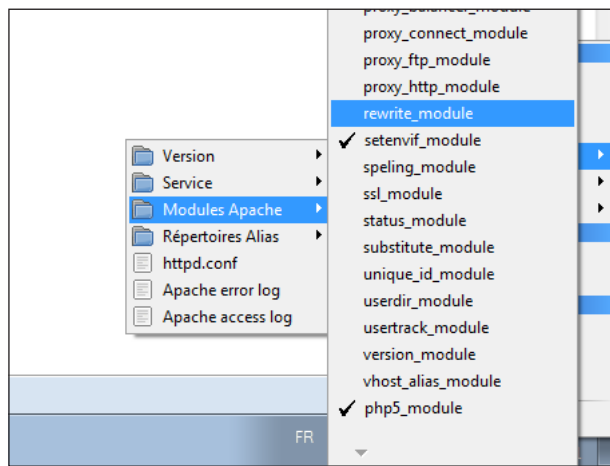 proxy_balancer_module
proxy_connect_module
proxy_ftp_module
proxy_http_module
rewrite_module
setenvif_module
speling_module
ssl_module
status_module
substitute_module
unique_id_module
userdir_module
usertrack_module
version_module
vhost_alias_module
php5_module
Version
Service
Modules Apache
Répertoires Alias
httpd.conf
Apache error log
Apache access log
FR